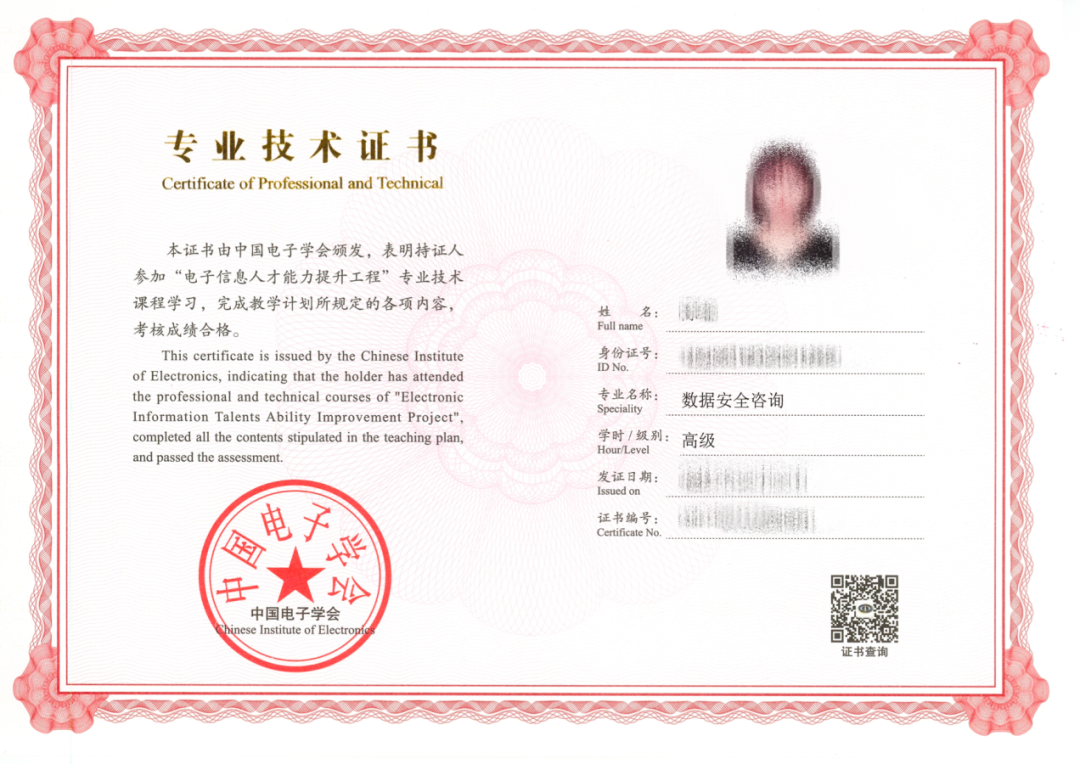 专业技术证书
Certificate of Professional and Technical
本证书由中国电子学会颁发，表明持证人
参加“电子信息人才能力提升工程”专业技术
课程学习，完成教学计划所规定的各项内容，
考核成绩合格。
This certificate is issued by the Chinese Institute
of Electronics, indicating that the holder has attended
the professional and technical courses of "Electronic
Information Talents Ability Improvement Project",
completed all the contents stipulated in the teaching plan,
and passed the assessment.
中国电子学会
中国电子学会
Chinese Institute of Electronics
姓 名：
Full name
身份证号：
ID No.
专业名称： 数据安全咨询
Speciality
学时 / 级别： 高级
Hour/Level
发证日期：
Issued on
证书编号：
Certificate No.
证书查询